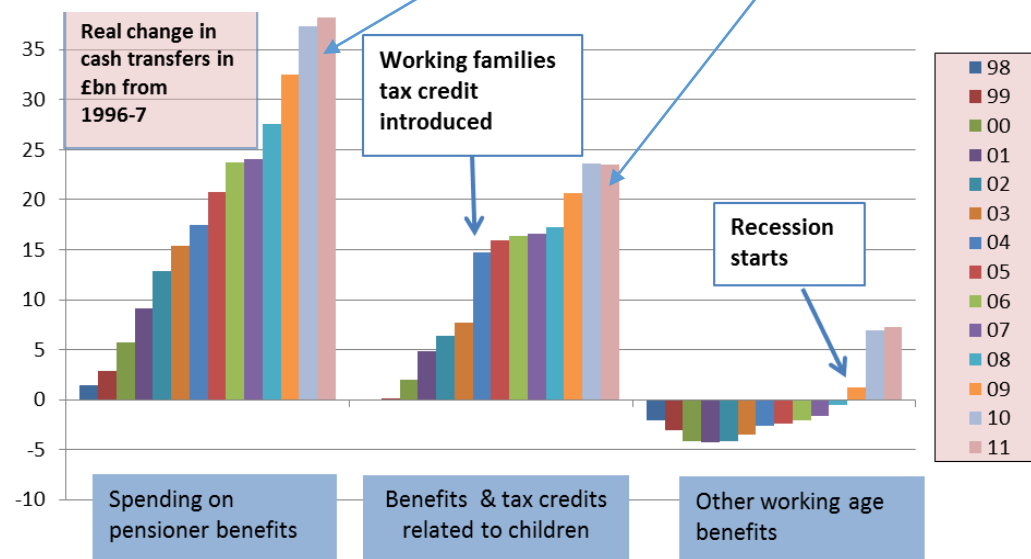 Real change in
cash transfers in
£bn from
1996-7
Working families
tax credit
introduced
Recession
starts
35
30
25
20
15
10
5
0
-5
-10
Spending on
pensioner benefits
Benefits & tax credits
related to children
Other working age
benefits
98
99
00
01
02
03
04
05
06
07
08
09
10
11